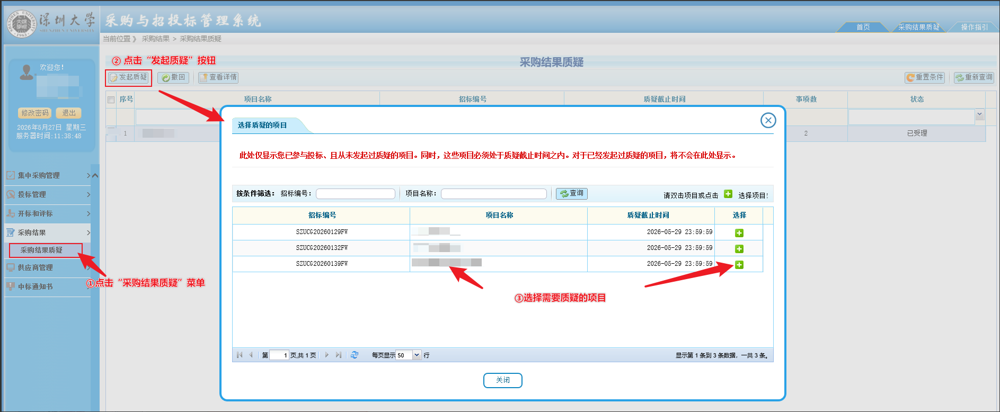 深圳大学
SHENZHEN UNIVERSITY
采购与招投标管理系统
首页
采购结果质疑
操作指引
当前位置》 采购结果 > 采购结果质疑
欢迎您！
修改密码 退出
2026年5月27日 星期三
服务器时间:11:38:48
集中采购管理
投标管理
开标和评标
采购结果
采购结果质疑
供应商管理
中标通知书
①点击“采购结果质疑”菜单
②点击“发起质疑”按钮
采购结果质疑
发起质疑 撤回 查看详情 重置条件 重新查询
序号 项目名称 招标编号 质疑截止时间 事项数 状态
1 2 已受理
选择质疑的项目
此处仅显示您已参与投标、且从未发起过质疑的项目。同时，这些项目必须处于质疑截止时间之内。对于已经发起过质疑的项目，将不会在此处显示。
按条件筛选： 招标编号： 项目名称： 查询 请双击项目或点击 选择项目！
招标编号 项目名称 质疑截止时间 选择
SZUCG20260129FW 2026-05-29 23:59:59
SZUCG20260132FW 2026-05-29 23:59:59
SZUCG20260139FW 2026-05-29 23:59:59
③选择需要质疑的项目
第 1 页,共 1 页 每页显示 50 行 显示第 1 条到 3 条数据，一共 3 条。
关闭